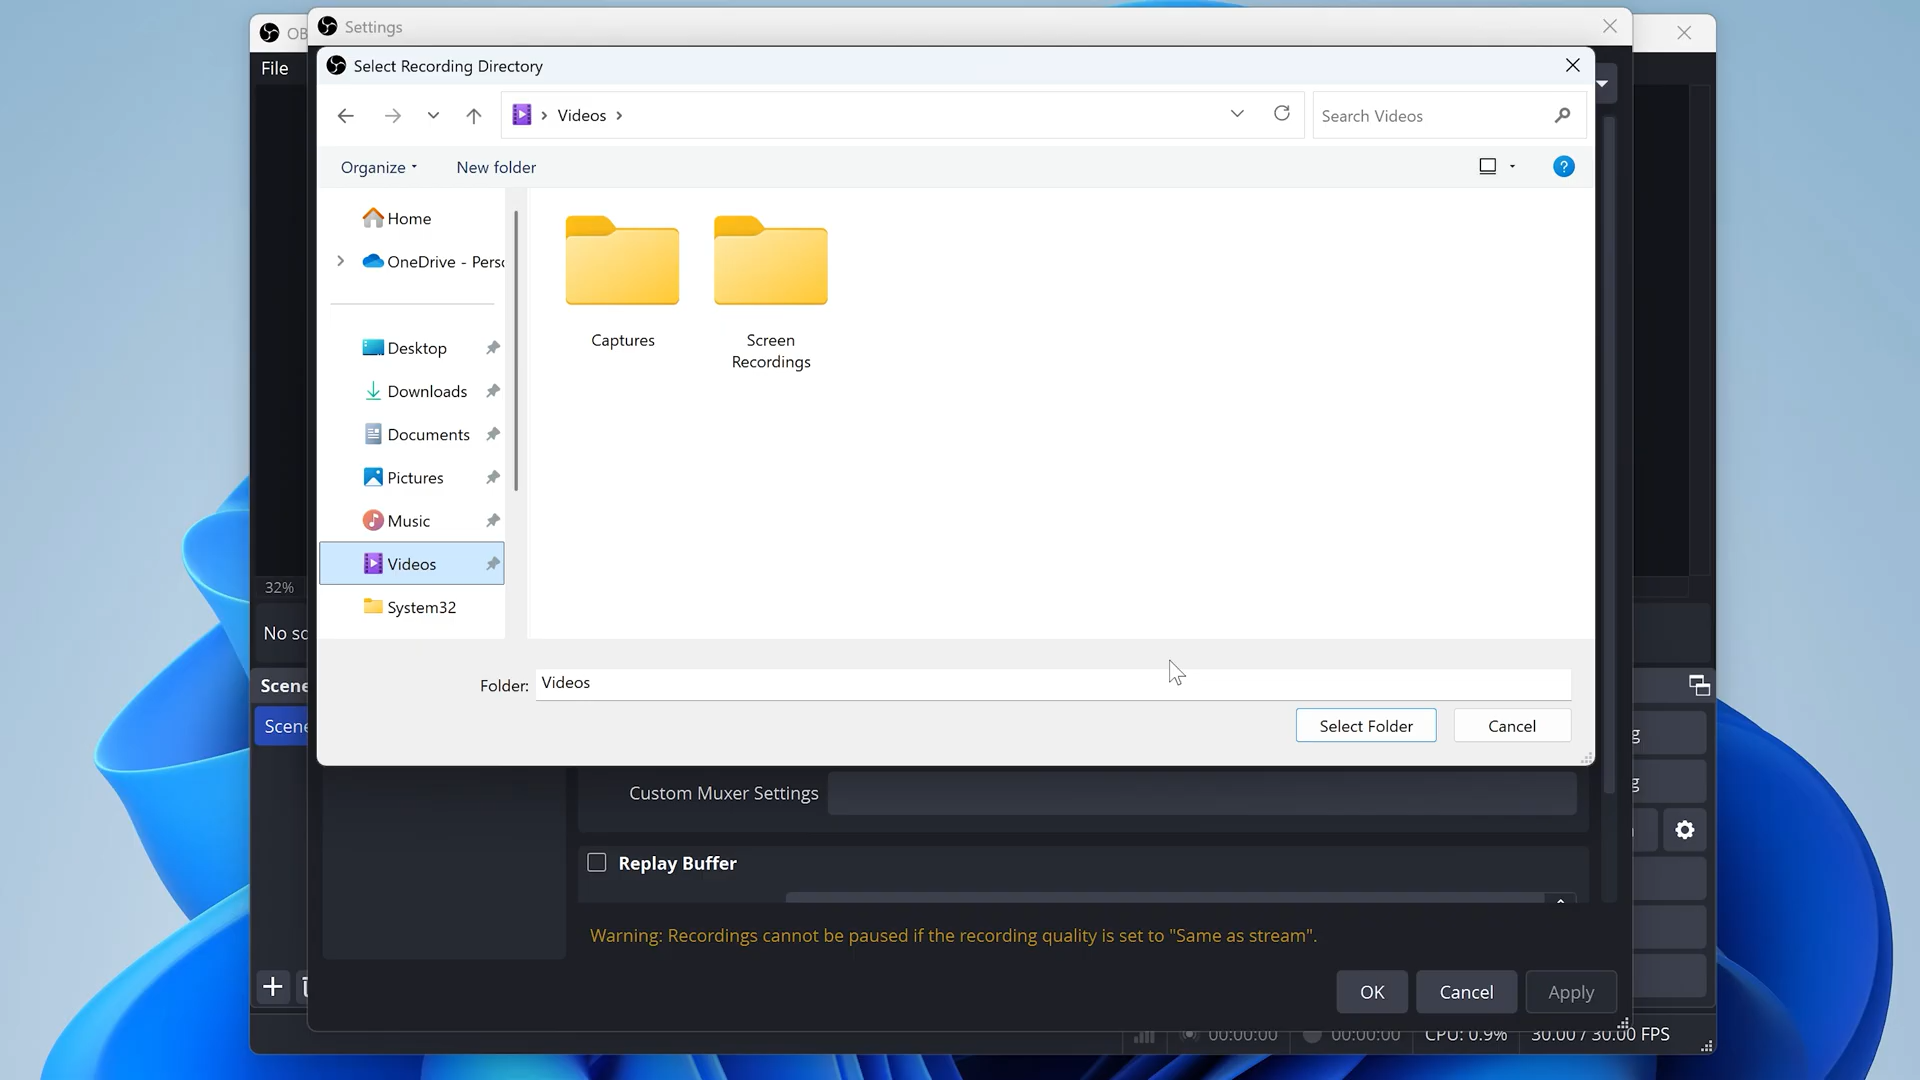 OB
Settings
File
Select Recording Directory
Videos
Search Videos
Organize
New folder
?
Home
OneDrive - Perso
Desktop
Downloads
Documents
Pictures
Music
Videos
System32
Captures
Screen
Recordings
32%
No so
Folder: Videos
Select Folder
Cancel
Scene
Scene
g
g
Custom Muxer Settings
Replay Buffer
Warning: Recordings cannot be paused if the recording quality is set to "Same as stream".
OK
Cancel
Apply
00:00:00
00:00:00
CPU: 0.9%
30.00 / 30.00 FPS